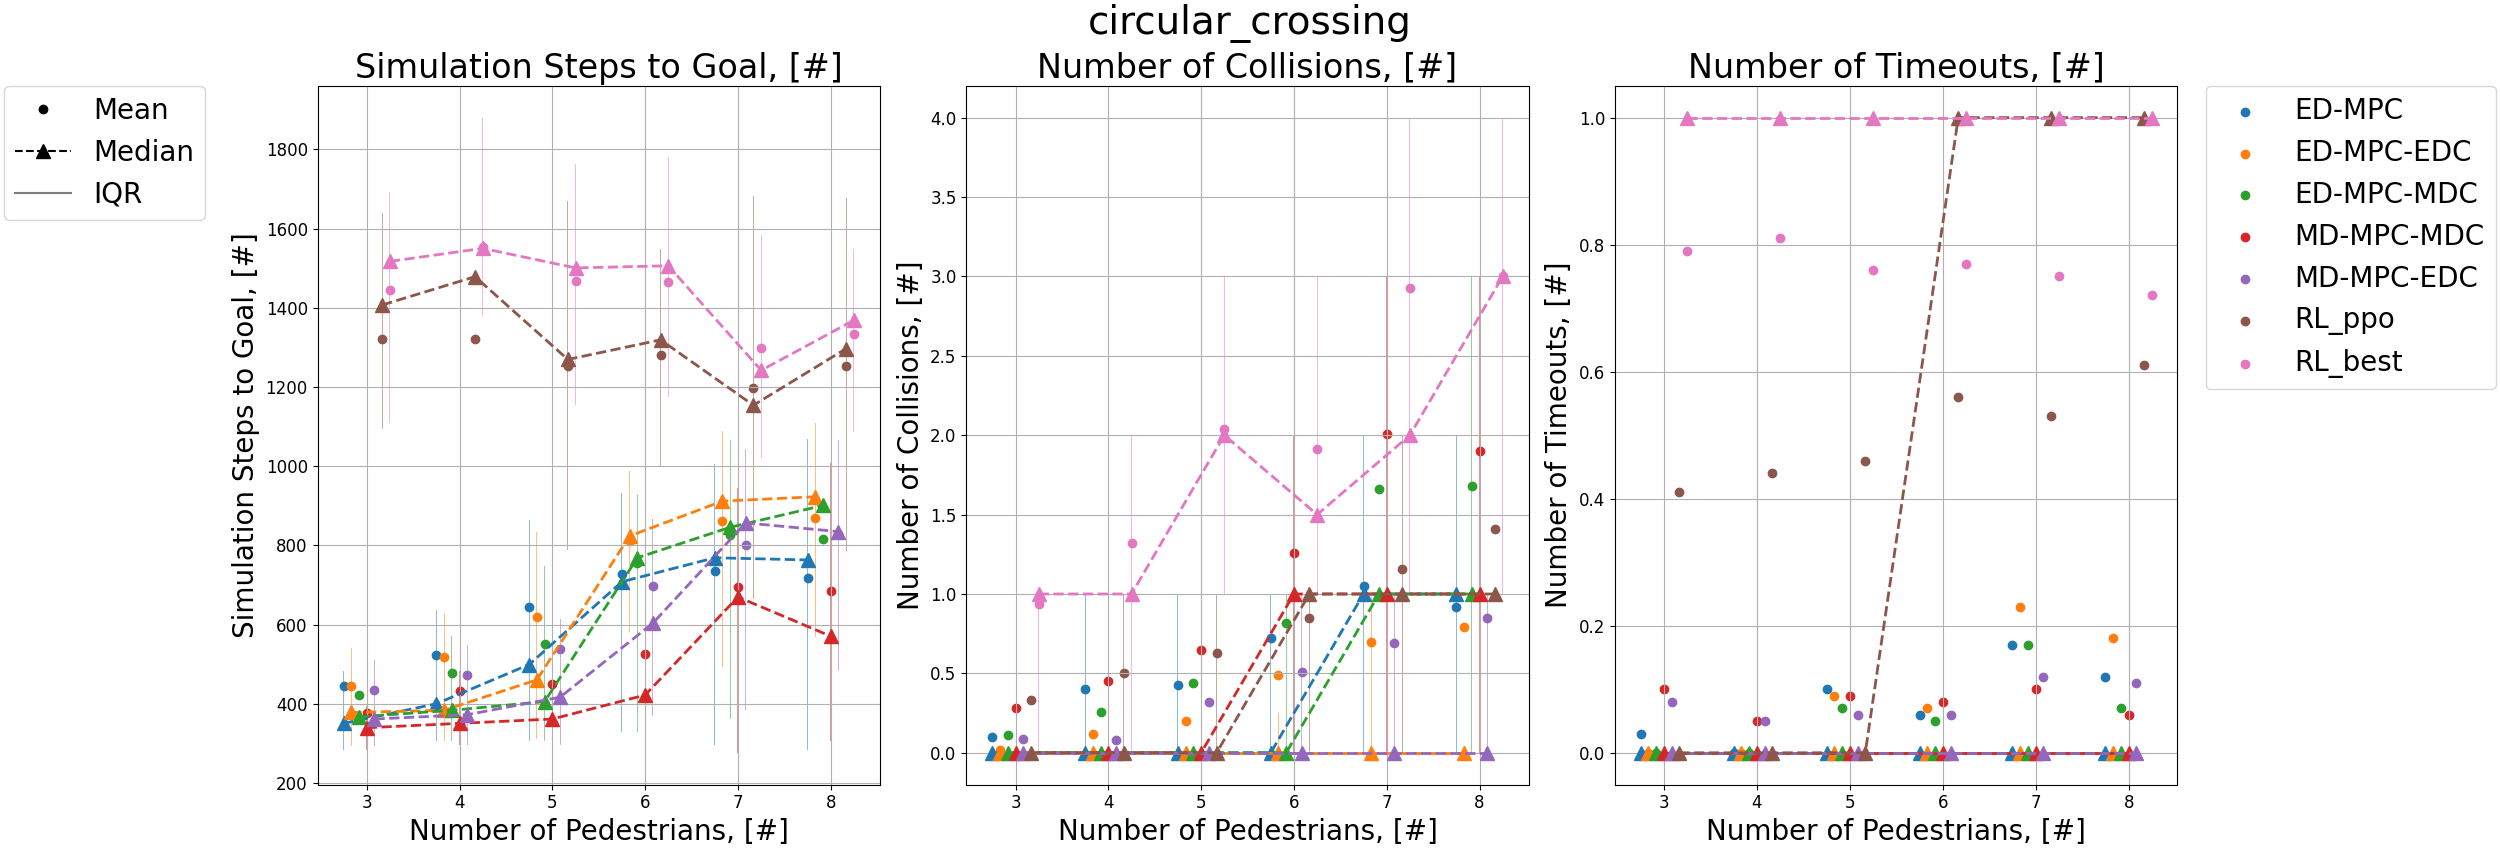 circular_crossing
Mean
Median
IQR
Simulation Steps to Goal, [#]
Simulation Steps to Goal, [#]
1800
1600
1400
1200
1000
800
600
400
200
3 4 5 6 7 8
Number of Pedestrians, [#]
Number of Collisions, [#]
Number of Collisions, [#]
4.0
3.5
3.0
2.5
2.0
1.5
1.0
0.5
0.0
3 4 5 6 7 8
Number of Pedestrians, [#]
Number of Timeouts, [#]
Number of Timeouts, [#]
1.0
0.8
0.6
0.4
0.2
0.0
3 4 5 6 7 8
Number of Pedestrians, [#]
ED-MPC
ED-MPC-EDC
ED-MPC-MDC
MD-MPC-MDC
MD-MPC-EDC
RL_ppo
RL_best